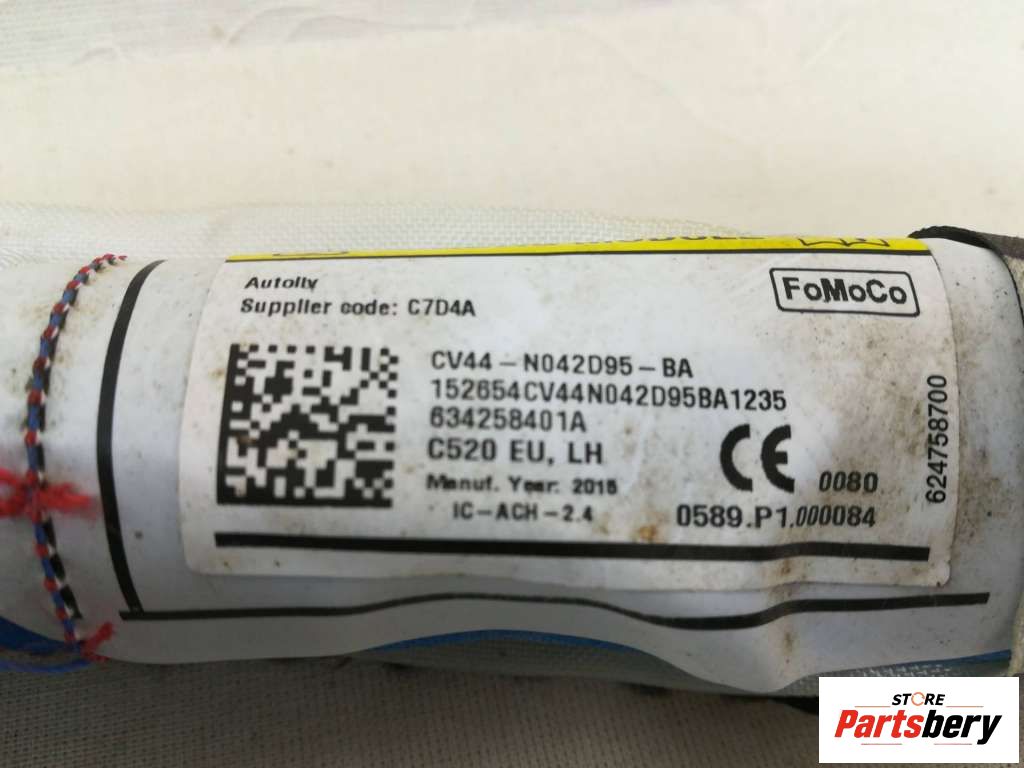 Autoliv
Supplier code: C7D4A
FoMoCo
CV44-N042D95-BA
152654CV44N042D95BA1235
634258401A
C520 EU, LH
Manuf. Year: 2015
IC-ACH-2.4
CE 0080
0589.P1.000084
624758700
STORE
Partsbery